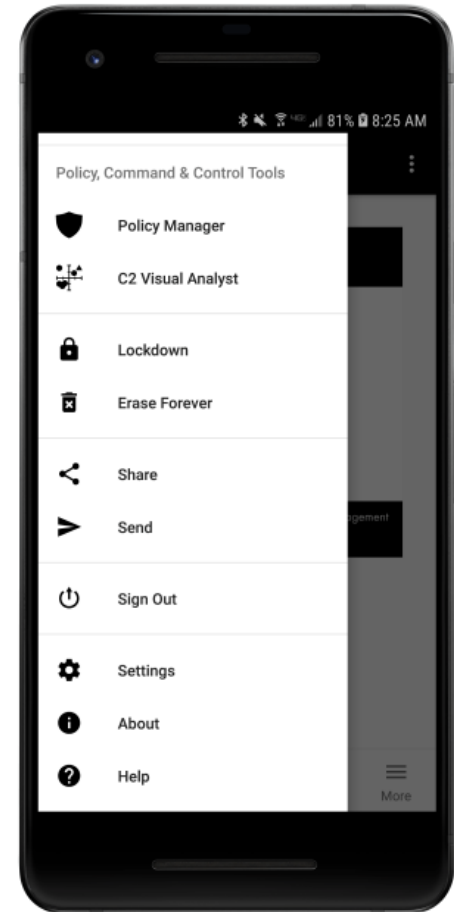 81% 8:25 AM
Policy, Command & Control Tools
Policy Manager
C2 Visual Analyst
Lockdown
Erase Forever
Share
agement
Send
Sign Out
Settings
About
Help
More